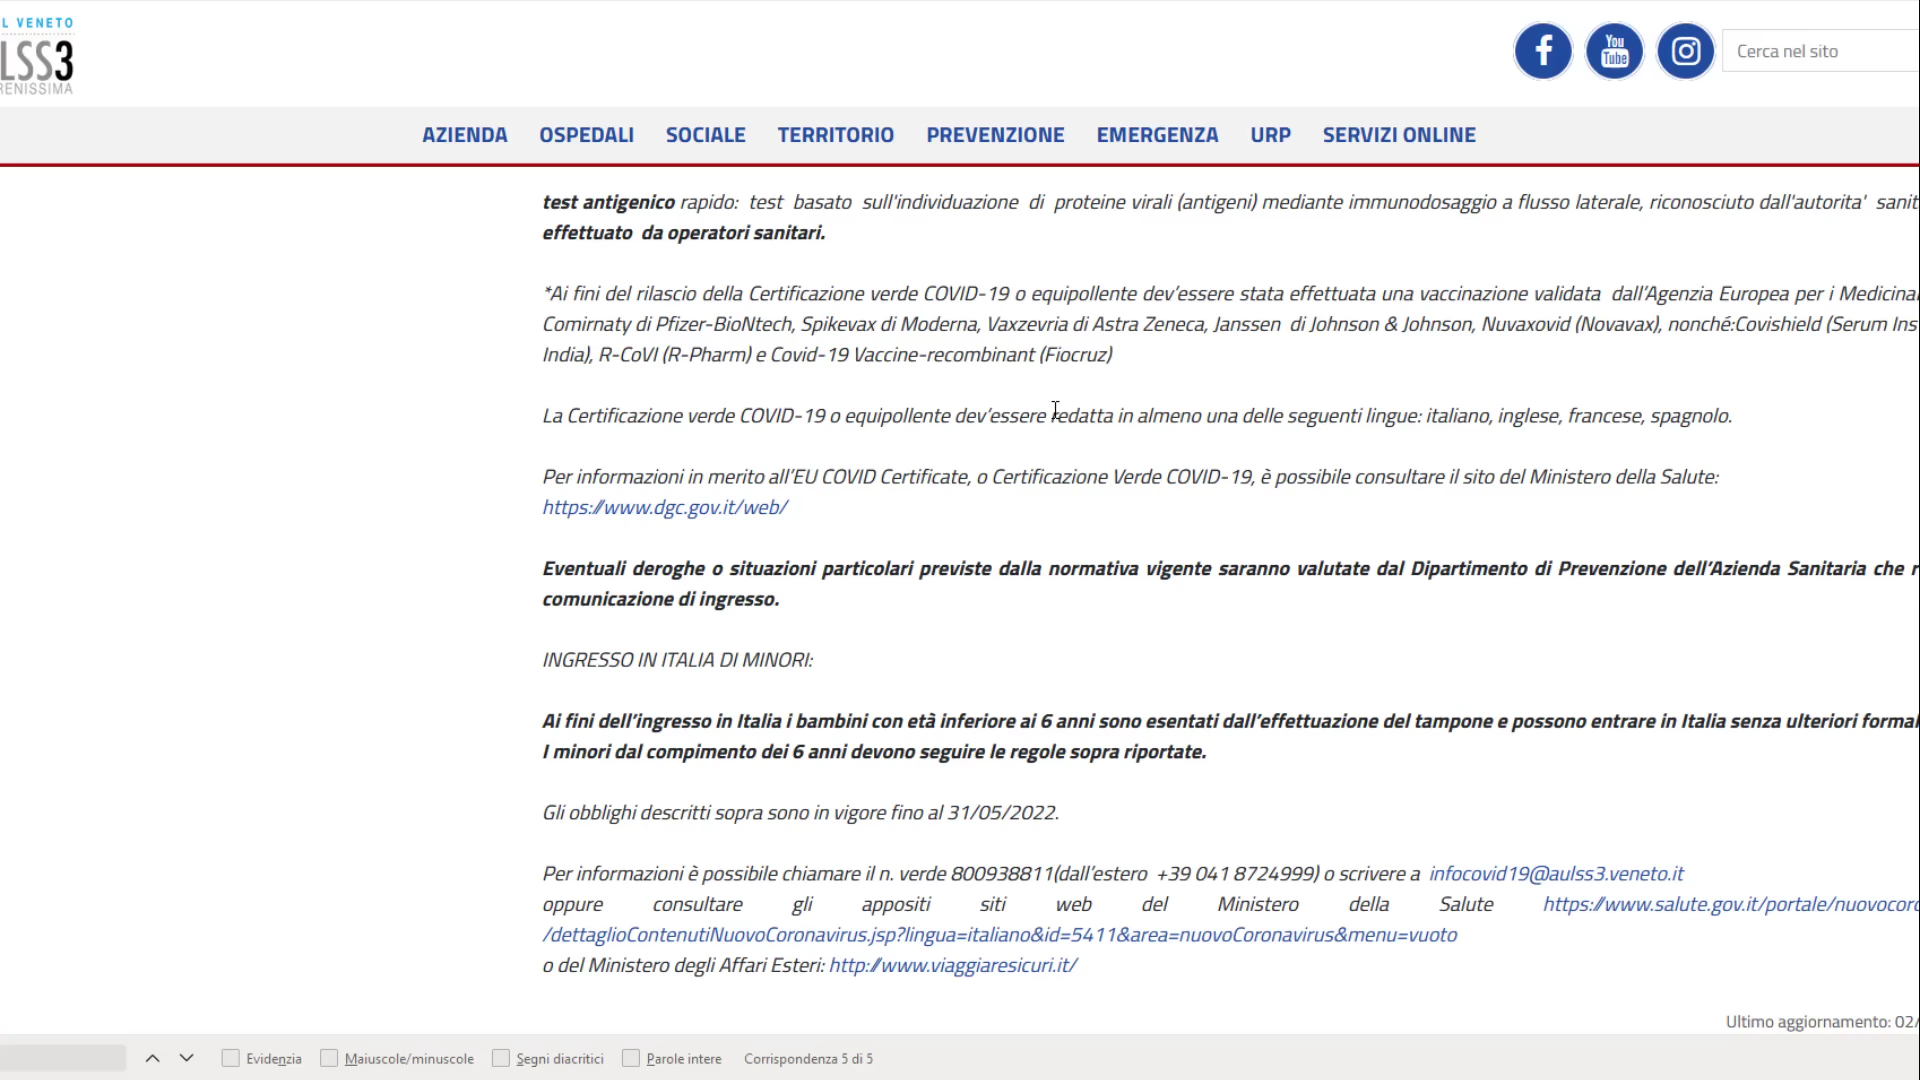 L VENETO
LSS3
RENISSIMA
You
Tube
Cerca nel sito
AZIENDA OSPEDALI SOCIALE TERRITORIO PREVENZIONE EMERGENZA URP SERVIZI ONLINE
test antigenico rapido: test basato sull'individuazione di proteine virali (antigeni) mediante immunodosaggio a flusso laterale, riconosciuto dall'autorita' sanit
effettuato da operatori sanitari.
*Ai fini del rilascio della Certificazione verde COVID-19 o equipollente dev’essere stata effettuata una vaccinazione validata dall’Agenzia Europea per i Medicinal
Comirnaty di Pfizer-BioNtech, Spikevax di Moderna, Vaxzevria di Astra Zeneca, Janssen di Johnson & Johnson, Nuvaxovid (Novavax), nonché:Covishield (Serum Ins
India), R-CoVI (R-Pharm) e Covid-19 Vaccine-recombinant (Fiocruz)
La Certificazione verde COVID-19 o equipollente dev’essere redatta in almeno una delle seguenti lingue: italiano, inglese, francese, spagnolo.
Per informazioni in merito all’EU COVID Certificate, o Certificazione Verde COVID-19, è possibile consultare il sito del Ministero della Salute:
https://www.dgc.gov.it/web/
Eventuali deroghe o situazioni particolari previste dalla normativa vigente saranno valutate dal Dipartimento di Prevenzione dell’Azienda Sanitaria che r
comunicazione di ingresso.
INGRESSO IN ITALIA DI MINORI:
Ai fini dell’ingresso in Italia i bambini con età inferiore ai 6 anni sono esentati dall’effettuazione del tampone e possono entrare in Italia senza ulteriori formal
I minori dal compimento dei 6 anni devono seguire le regole sopra riportate.
Gli obblighi descritti sopra sono in vigore fino al 31/05/2022.
Per informazioni è possibile chiamare il n. verde 800938811(dall’estero +39 041 8724999) o scrivere a infocovid19@aulss3.veneto.it
oppure consultare gli appositi siti web del Ministero della Salute https://www.salute.gov.it/portale/nuovocoro
/dettaglioContenutiNuovoCoronavirus.jsp?lingua=italiano&id=5411&area=nuovoCoronavirus&menu=vuoto
o del Ministero degli Affari Esteri: http://www.viaggiaresicuri.it/
Ultimo aggiornamento: 02/
Evidenzia Maiuscole/minuscole Segni diacritici Parole intere Corrispondenza 5 di 5